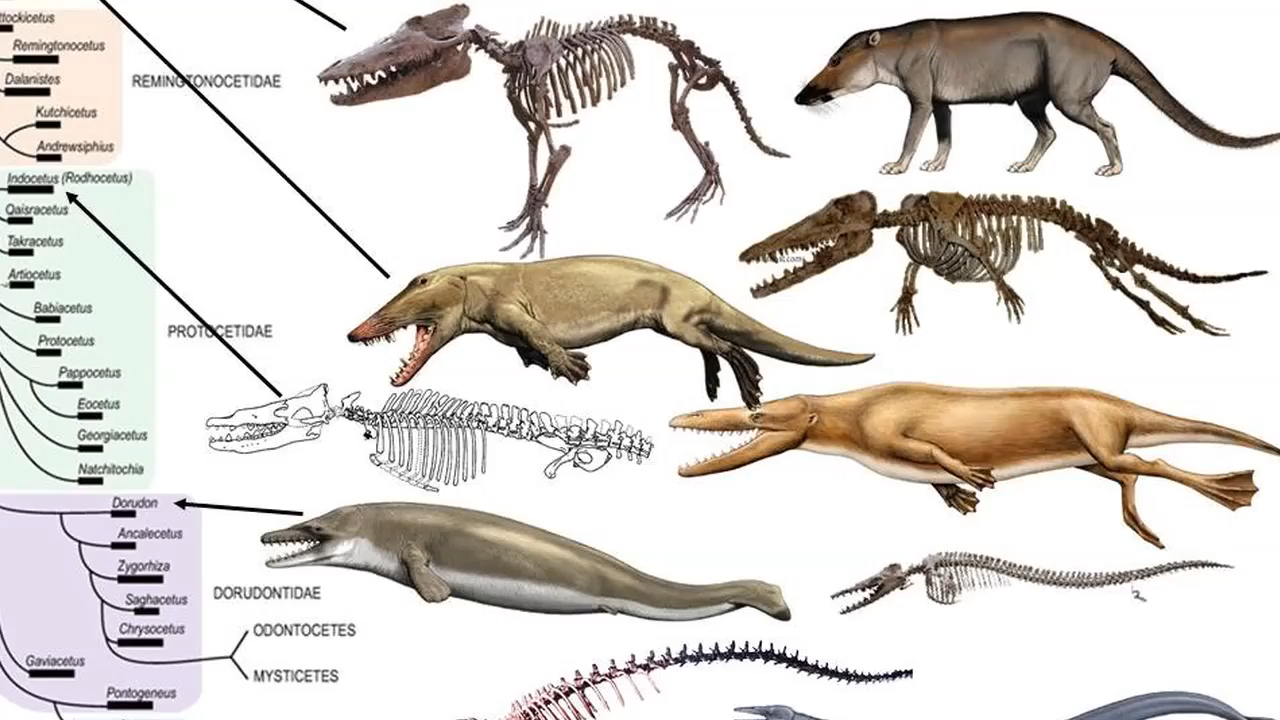 ttockicetus
Remingtonocetus
Dalanistes
REMINGTONOCETIDAE
Kutchicetus
Andrewsiphius
Indocetus (Rodhocetus)
Qaisracetus
Takracetus
Artiocetus
Babiacetus
PROTOCETIDAE
Protocetus
Pappocetus
Eocetus
Georgiacetus
Natchitochia
Dorudon
Ancalecetus
Zygorhiza
DORUDONTIDAE
Saghacetus
Chrysocetus
ODONTOCETES
Gaviacetus
MYSTICETES
Pontogeneus